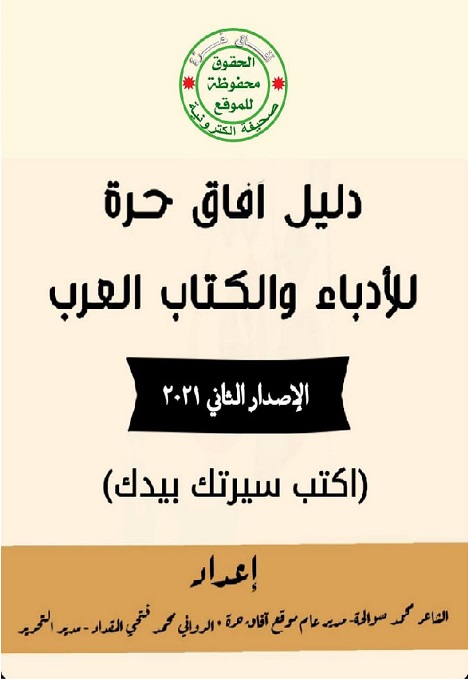 آفاق حرة
الحقوق
محفوظة
للموقع
صحيفة الكترونية
دليل آفاق حرة
للأدباء والكتاب العرب
الإصدار الثاني ٢٠٢١
(اكتب سيرتك بيدك)
إعداد
الشاعر محمد سوالحة - مدير عام موقع آفاق حرة * الروائي محمد فتحي المقداد - مدير التحرير